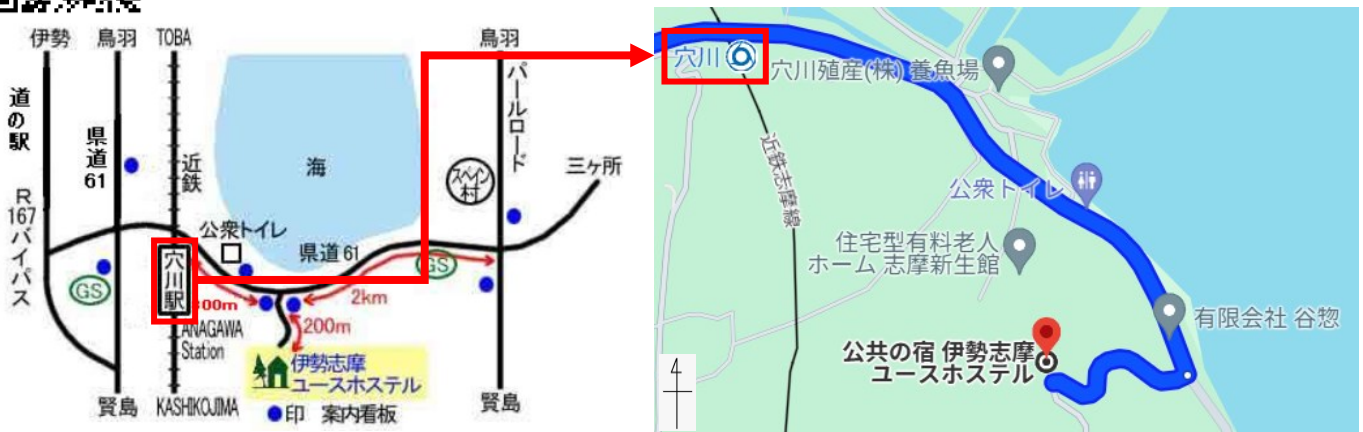 伊勢
鳥羽
TOBA
鳥羽
道の駅
県道61
近鉄
海
スペイン村
パールロード
三ヶ所
R167バイパス
公衆トイレ
県道61
GS
穴川駅
GS
300m
2km
200m
ANAGAWA
Station
伊勢志摩
ユースホステル
賢島
KASHIKOJIMA
●印 案内看板
賢島
穴川
穴川殖産(株) 養魚場
近鉄志摩線
公衆トイレ
住宅型有料老人
ホーム 志摩新生館
有限会社 谷惣
公共の宿 伊勢志摩
ユースホステル
4